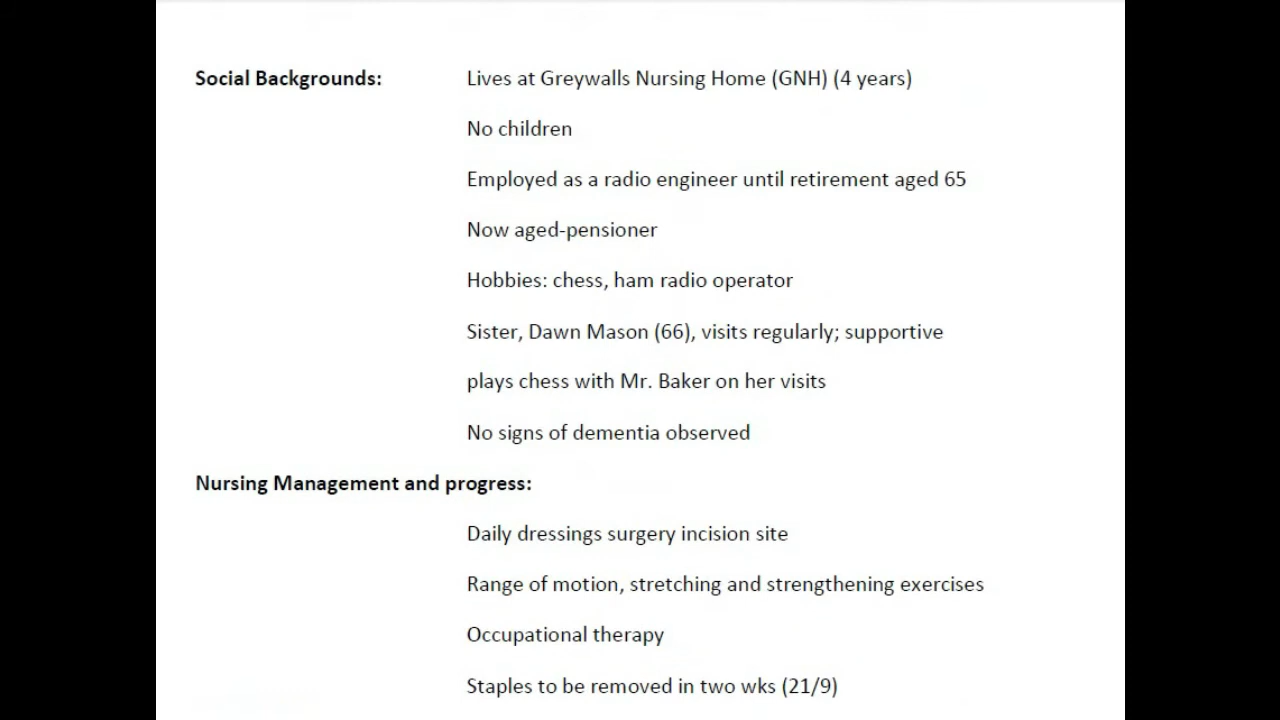 Social Backgrounds: Lives at Greywalls Nursing Home (GNH) (4 years)
No children
Employed as a radio engineer until retirement aged 65
Now aged-pensioner
Hobbies: chess, ham radio operator
Sister, Dawn Mason (66), visits regularly; supportive
plays chess with Mr. Baker on her visits
No signs of dementia observed
Nursing Management and progress:
Daily dressings surgery incision site
Range of motion, stretching and strengthening exercises
Occupational therapy
Staples to be removed in two wks (21/9)